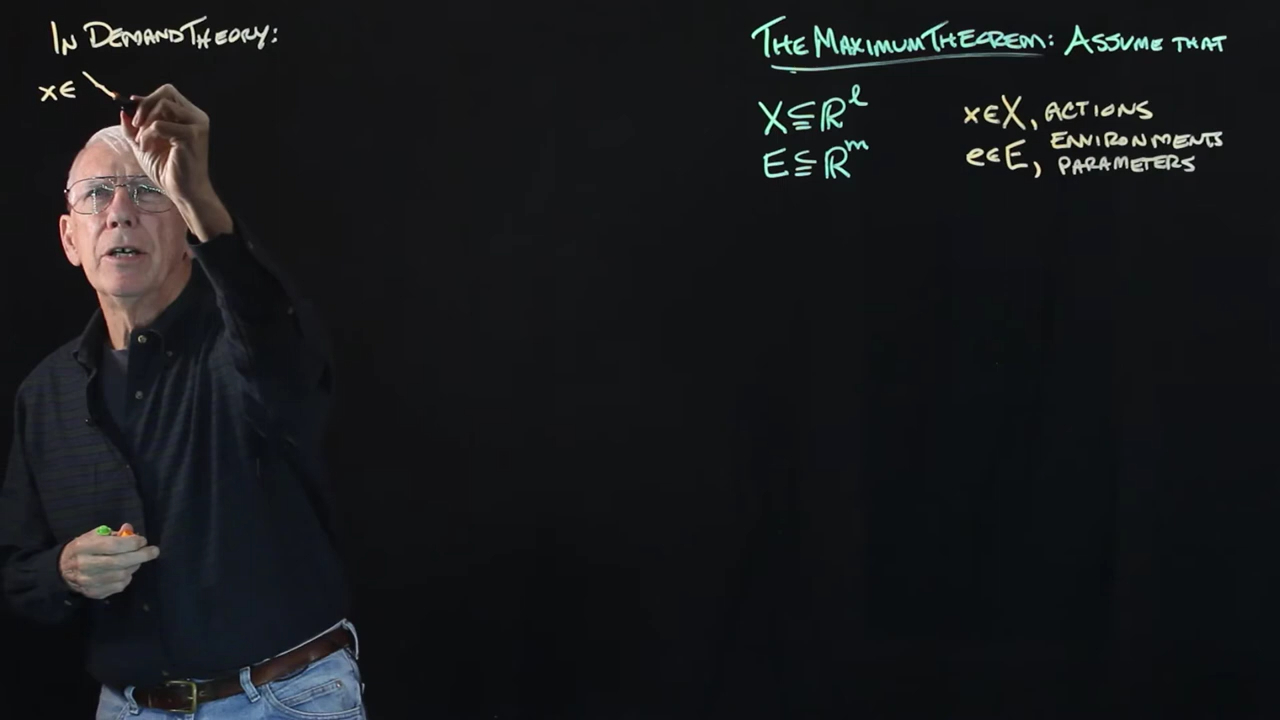 IN DEMAND THEORY:
x ∈
THE MAXIMUM THEOREM: ASSUME THAT
X ⊆ ℝ^ℓ
x ∈ X, ACTIONS
E ⊆ ℝ^m
e ∈ E, ENVIRONMENTS
PARAMETERS